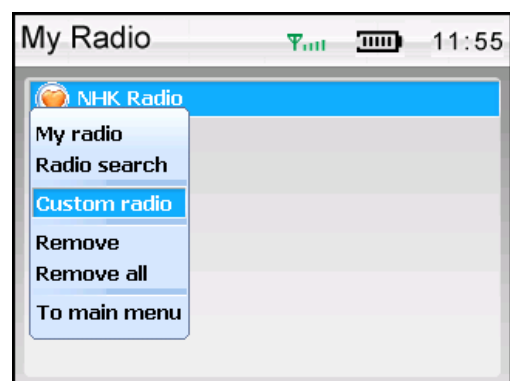 My Radio 11:55
NHK Radio
My radio
Radio search
Custom radio
Remove
Remove all
To main menu